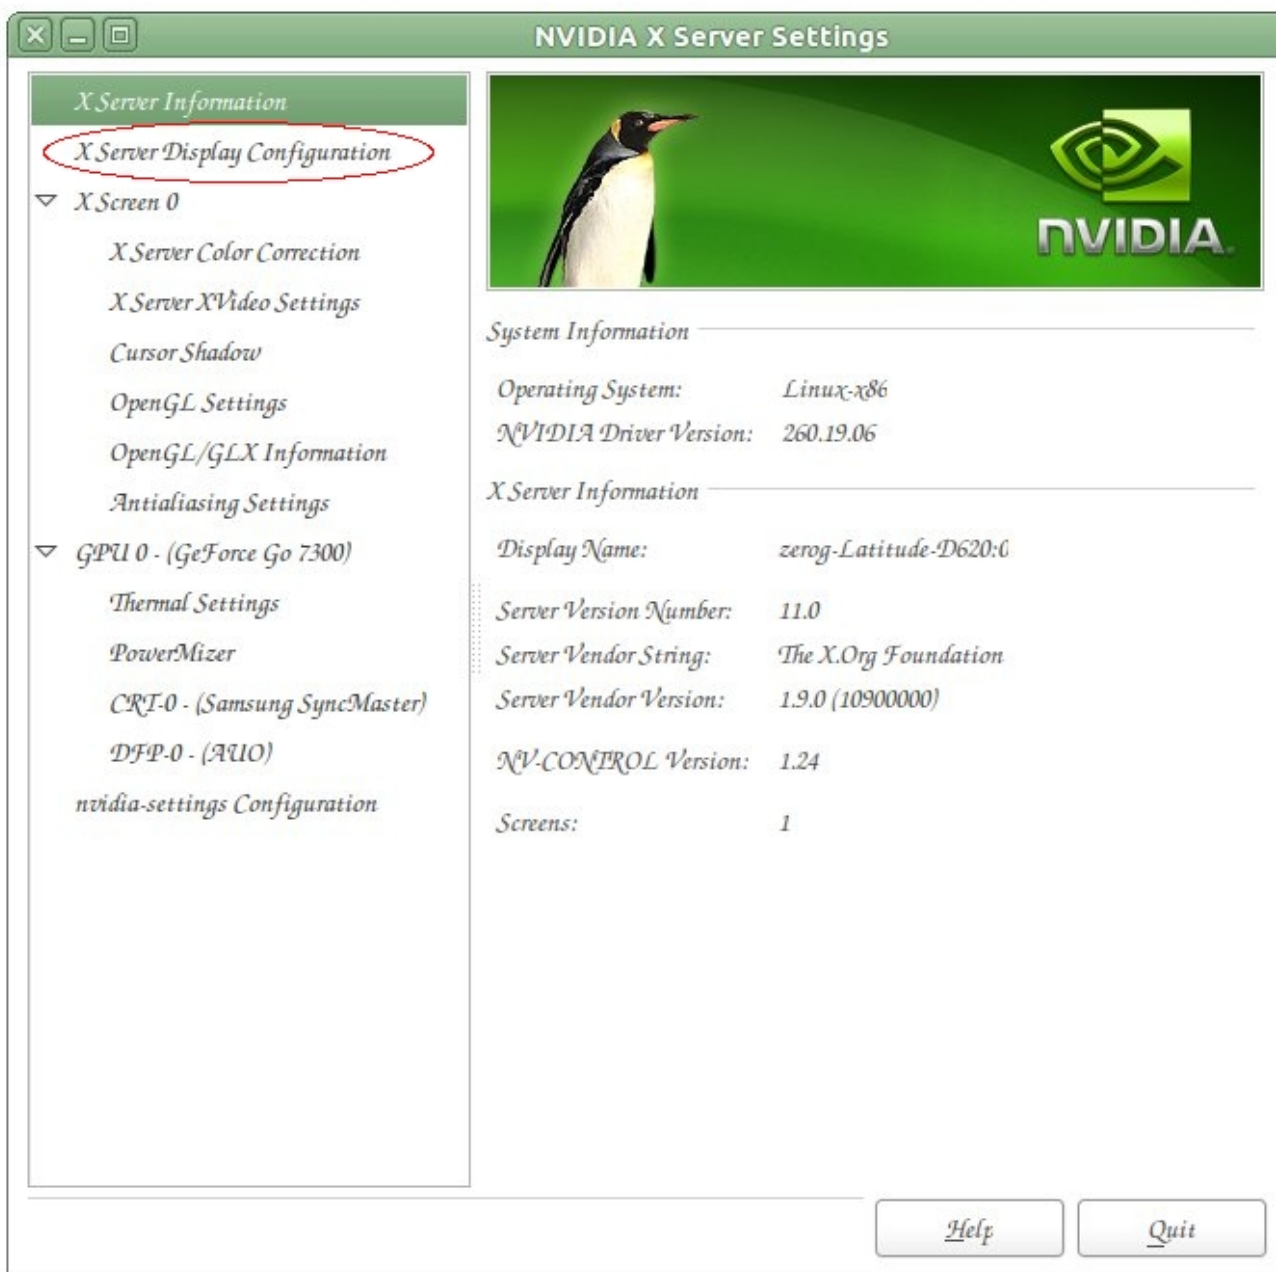 NVIDIA X Server Settings
X Server Information
X Server Display Configuration
X Screen 0
X Server Color Correction
X Server XVideo Settings
Cursor Shadow
OpenGL Settings
OpenGL/GLX Information
Antialiasing Settings
GPU 0 - (GeForce Go 7300)
Thermal Settings
PowerMizer
CRT-0 - (Samsung SyncMaster)
DFP-0 - (AUO)
nvidia-settings Configuration
NVIDIA
System Information
Operating System: Linux-x86
NVIDIA Driver Version: 260.19.06
X Server Information
Display Name: zerog-Latitude-D620:0
Server Version Number: 11.0
Server Vendor String: The X.Org Foundation
Server Vendor Version: 1.9.0 (10900000)
NV-CONTROL Version: 1.24
Screens: 1
Help Quit